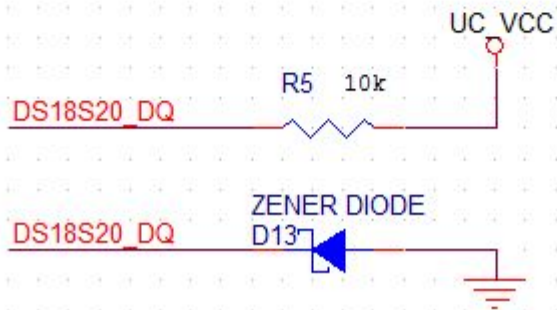 UC_VCC
R5 10k
DS18S20_DQ
ZENER DIODE
DS18S20_DQ D13